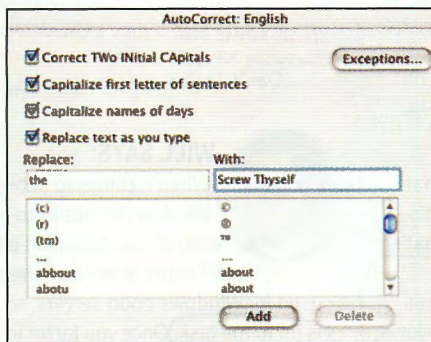 AutoCorrect: English
Correct TWo INitial CApitals
Exceptions...
Capitalize first letter of sentences
Capitalize names of days
Replace text as you type
Replace: With:
the Screw Thyself
(c) ©
(r) ®
(tm) ™
... …
abbout about
abotu about
Add Delete